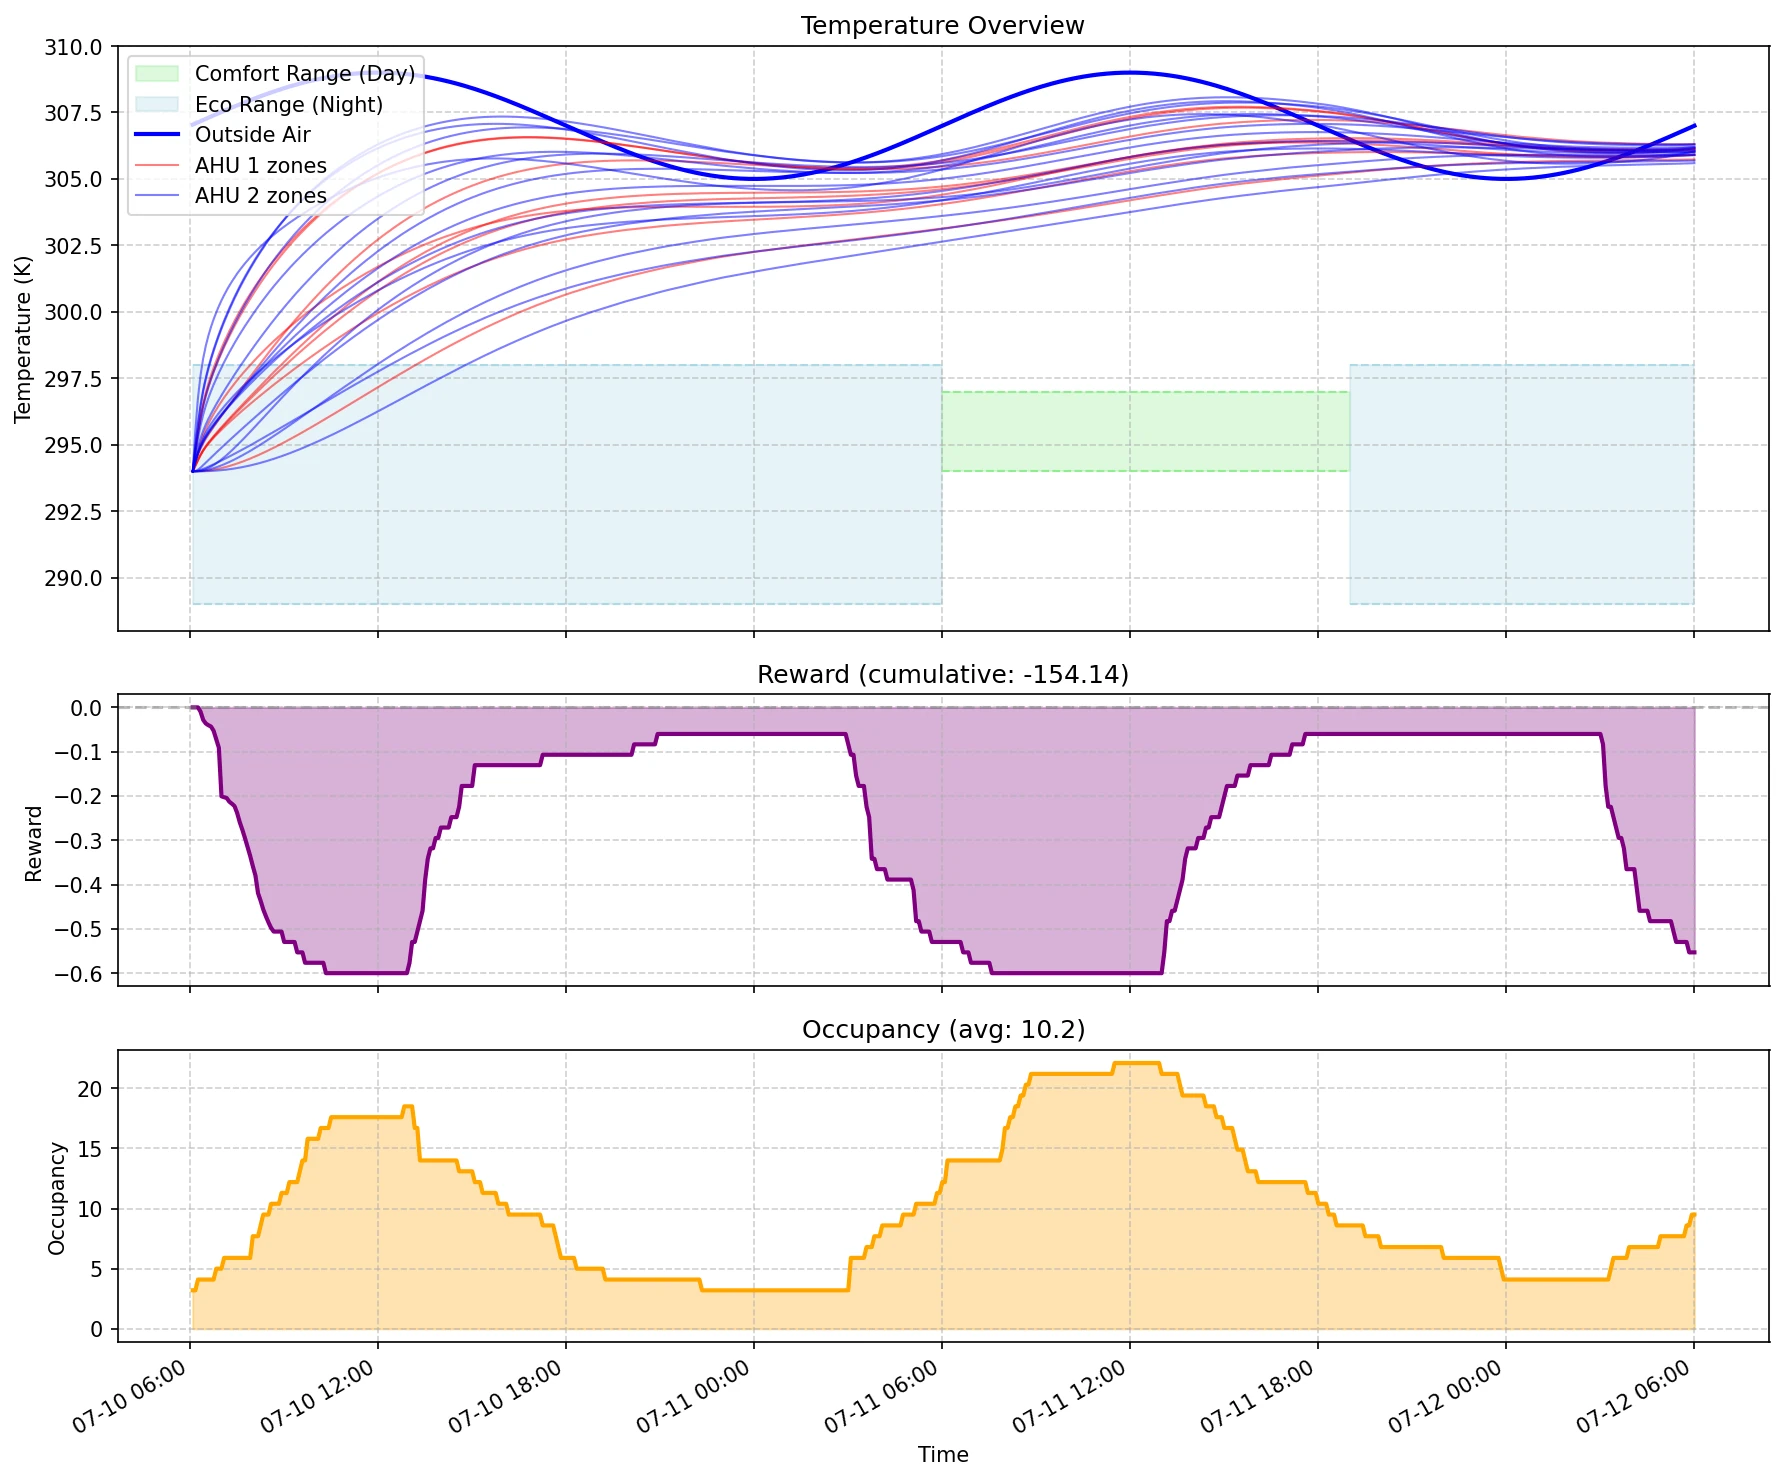 Temperature Overview
310.0
307.5
305.0
302.5
300.0
297.5
295.0
292.5
290.0
Temperature (K)
Comfort Range (Day)
Eco Range (Night)
Outside Air
AHU 1 zones
AHU 2 zones
Reward (cumulative: -154.14)
0.0
−0.1
−0.2
−0.3
−0.4
−0.5
−0.6
Reward
Occupancy (avg: 10.2)
20
15
10
5
0
Occupancy
07-10 06:00
07-10 12:00
07-10 18:00
07-11 00:00
07-11 06:00
07-11 12:00
07-11 18:00
07-12 00:00
07-12 06:00
Time